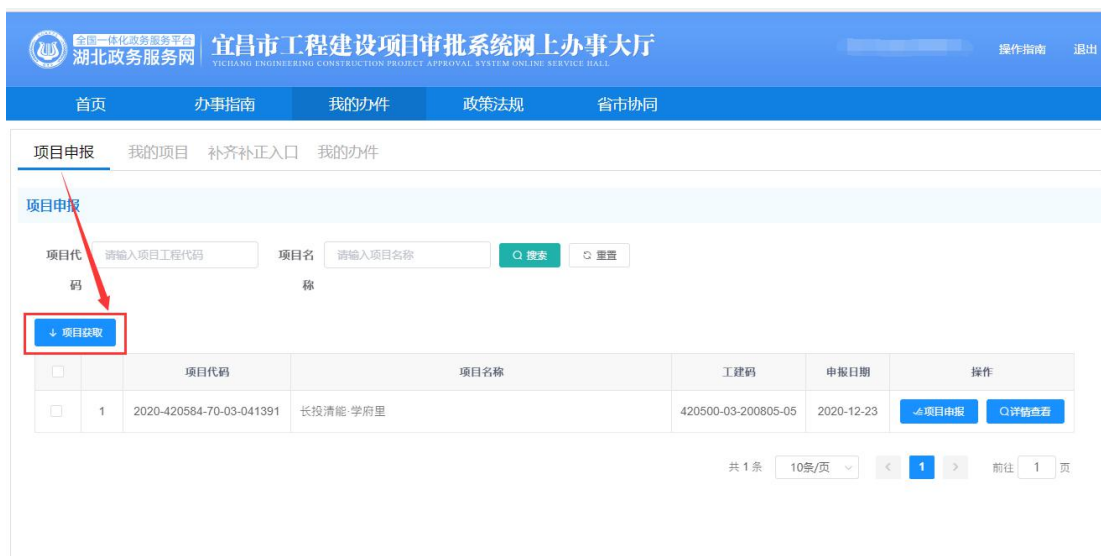 全国一体化政务服务平台
湖北政务服务网
宜昌市工程建设项目审批系统网上办事大厅
YICHANG ENGINEERING CONSTRUCTION PROJECT APPROVAL SYSTEM ONLINE SERVICE HALL
操作指南 退出
首页 办事指南 我的办件 政策法规 省市协同
项目申报 我的项目 补齐补正入口 我的办件
项目申报
项目代码 请输入项目工程代码 项目名称 请输入项目名称 搜索 重置
项目获取
项目代码 项目名称 工建码 申报日期 操作
1 2020-420584-70-03-041391 长投清能·学府里 420500-03-200805-05 2020-12-23 项目申报 详情查看
共 1 条 10条/页 < 1 > 前往 1 页